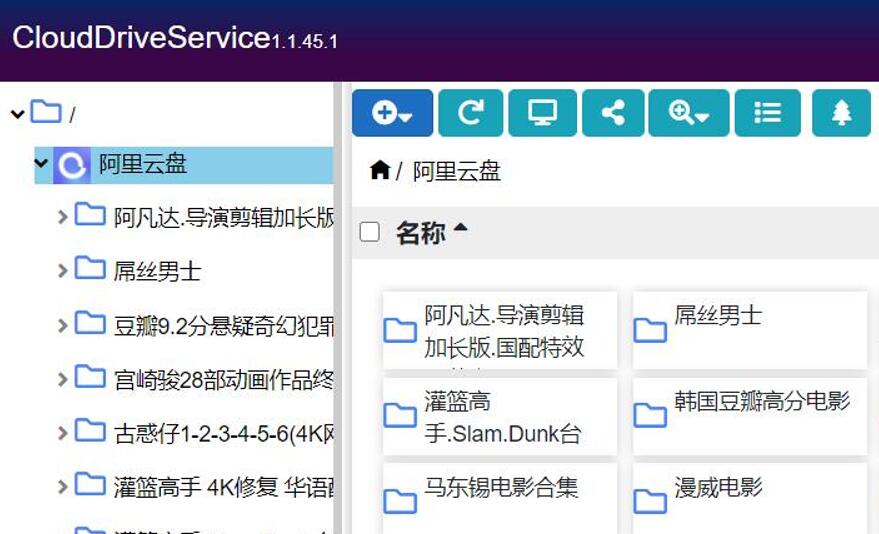 CloudDriveService1.1.45.1
/
阿里云盘
阿凡达.导演剪辑加长版
屌丝男士
豆瓣9.2分悬疑奇幻犯罪
宫崎骏28部动画作品终
古惑仔1-2-3-4-5-6(4K网
灌篮高手 4K修复 华语配
/ 阿里云盘
名称
阿凡达.导演剪辑
加长版.国配特效
屌丝男士
灌篮高
手.Slam.Dunk台
韩国豆瓣高分电影
马东锡电影合集
漫威电影